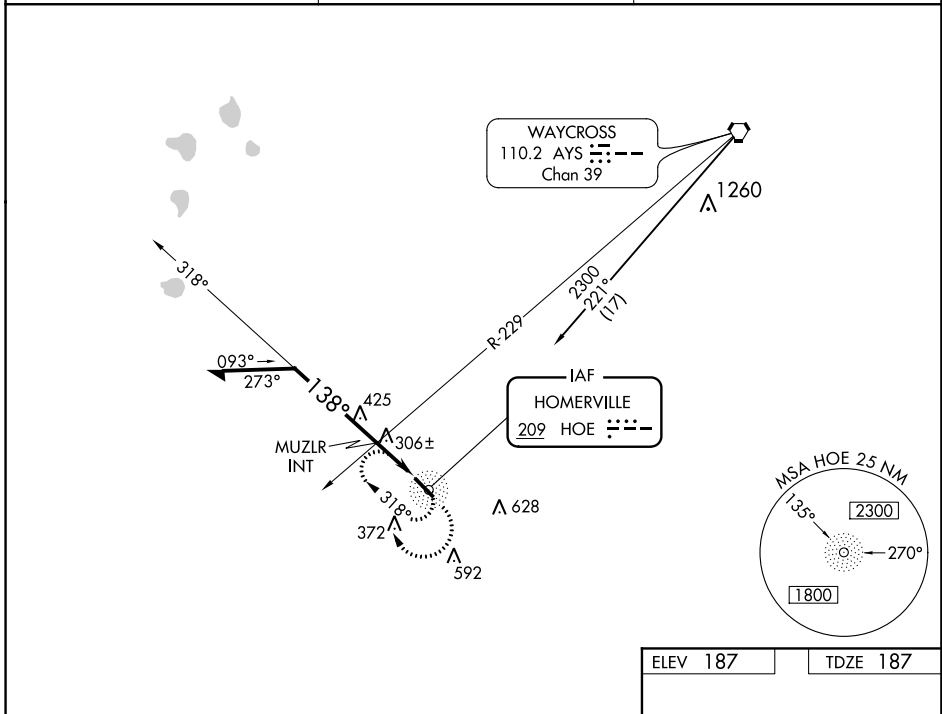 WAYCROSS
110.2 AYS
Chan 39
1260
318°
2300
221°
(17)
R-229
093°
273°
138°
425
IAF
HOMERVILLE
209 HOE
MUZLR
INT
306±
318°
628
372
592
MSA HOE 25 NM
135°
2300
270°
1800
ELEV 187
TDZE 187